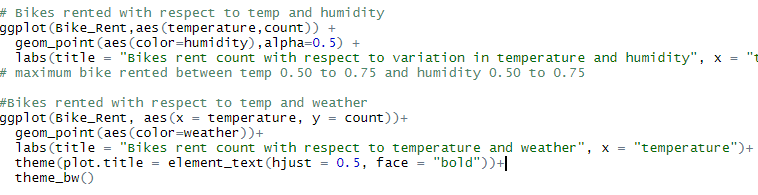 # Bikes rented with respect to temp and humidity
ggplot(Bike_Rent,aes(temperature,count)) +
  geom_point(aes(color=humidity),alpha=0.5) +
  labs(title = "Bikes rent count with respect to variation in temperature and humidity", x = "t
# maximum bike rented between temp 0.50 to 0.75 and humidity 0.50 to 0.75
#Bikes rented with respect to temp and weather
ggplot(Bike_Rent, aes(x = temperature, y = count))+
  geom_point(aes(color=weather))+
  labs(title = "Bikes rent count with respect to temperature and weather", x = "temperature")+
  theme(plot.title = element_text(hjust = 0.5, face = "bold"))+
  theme_bw()